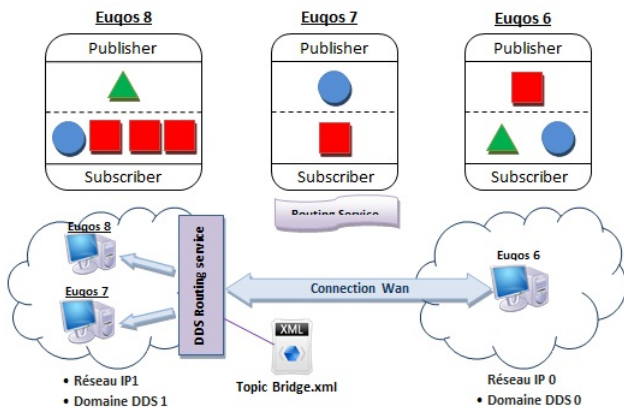 Euqos 8
Euqos 7
Euqos 6
Publisher
Publisher
Publisher
Subscriber
Subscriber
Subscriber
Routing Service
Euqos 8
Euqos 7
DDS Routing service
Connection Wan
Euqos 6
XML
Topic Bridge.xml
• Réseau IP1
• Domaine DDS 1
Réseau IP 0
• Domaine DDS 0